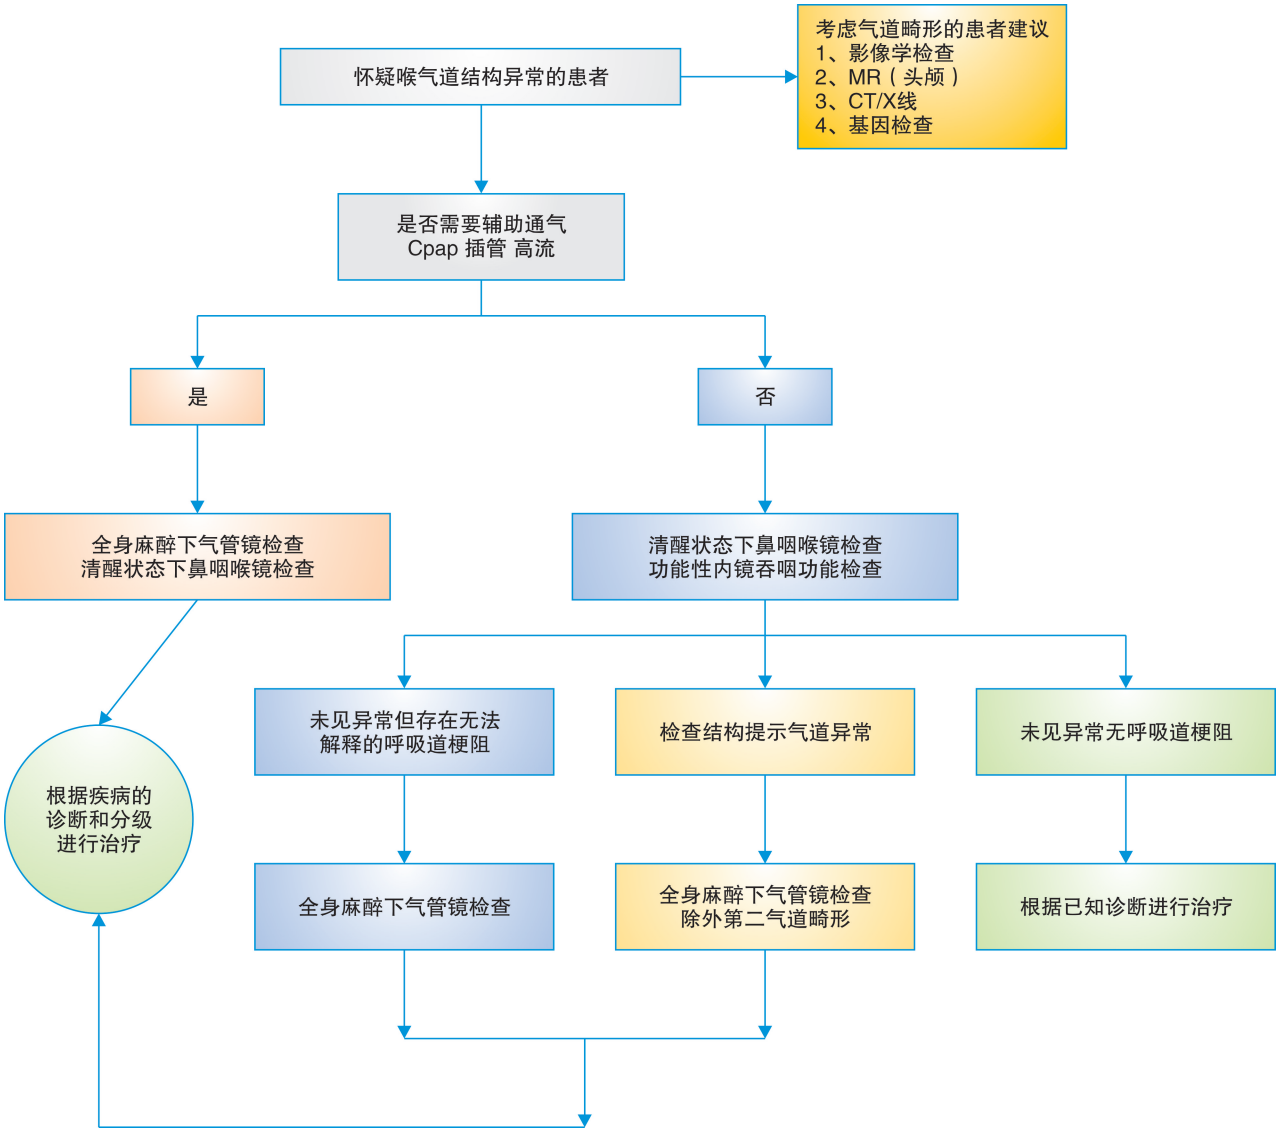 怀疑喉气道结构异常的患者
考虑气道畸形的患者建议
1、影像学检查
2、MR（头颅）
3、CT/X线
4、基因检查
是否需要辅助通气
Cpap 插管 高流
是
否
全身麻醉下气管镜检查
清醒状态下鼻咽喉镜检查
清醒状态下鼻咽喉镜检查
功能性内镜吞咽功能检查
未见异常但存在无法
解释的呼吸道梗阻
检查结构提示气道异常
未见异常无呼吸道梗阻
根据疾病的
诊断和分级
进行治疗
全身麻醉下气管镜检查
全身麻醉下气管镜检查
除外第二气道畸形
根据已知诊断进行治疗